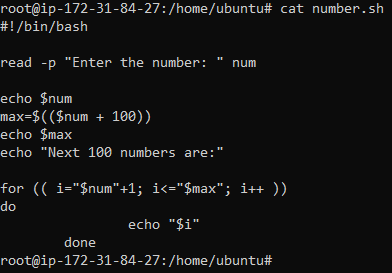 root@ip-172-31-84-27:/home/ubuntu# cat number.sh
#!/bin/bash
read -p "Enter the number: " num
echo $num
max=$(($num + 100))
echo $max
echo "Next 100 numbers are:"
for (( i="$num"+1; i<="$max"; i++ ))
do
echo "$i"
done
root@ip-172-31-84-27:/home/ubuntu#